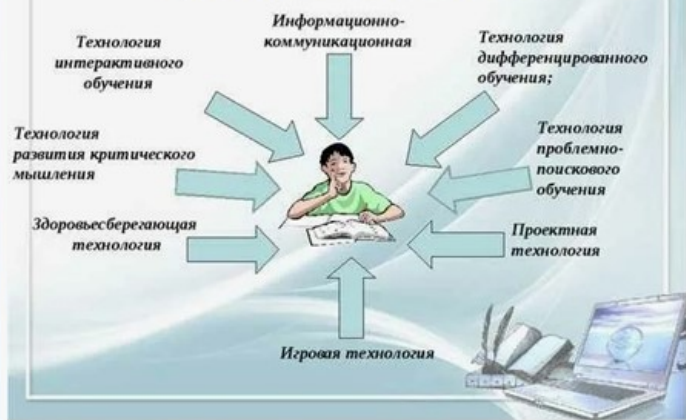 Информационно-
коммуникационная
Технология
интерактивного
обучения
Технология
дифференцированного
обучения;
Технология
развития критического
мышления
Технология
проблемно-
поискового
обучения
Здоровьесберегающая
технология
Проектная
технология
Игровая технология